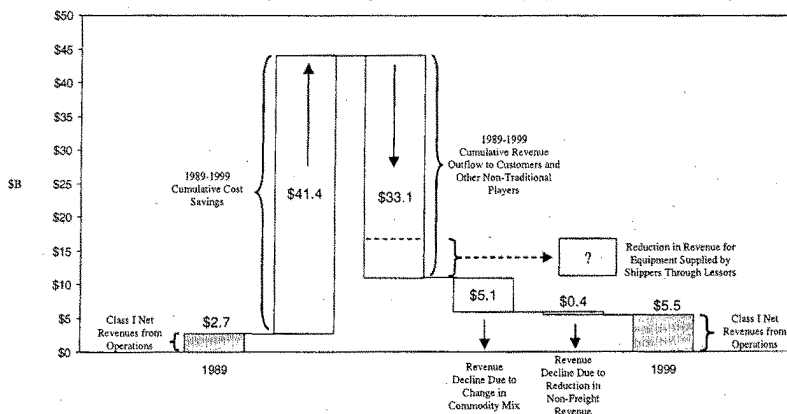 $50
$45
$40
$35
$30
$25
$20
$15
$10
$5
$0
$B
1989-1999
Cumulative Cost
Savings
$41.4
$33.1
1989-1999
Cumulative Revenue
Outflow to Customers and
Other Non-Traditional
Players
?
Reduction in Revenue for
Equipment Supplied by
Shippers Through Lessors
Class I Net
Revenues from
Operations
$2.7
$5.1
$0.4
$5.5
Class I Net
Revenues from
Operations
1989
Revenue
Decline Due to
Change in
Commodity Mix
Revenue
Decline Due to
Reduction in
Non-Freight
Revenue
1999